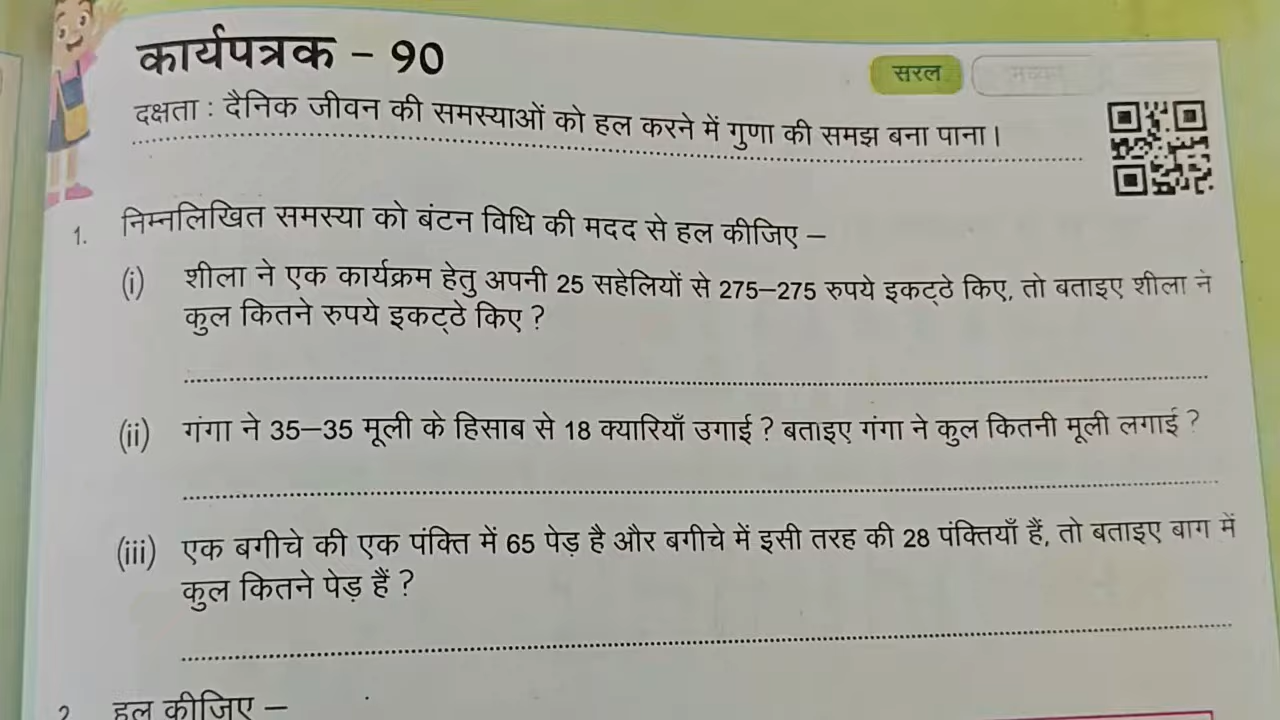 कार्यपत्रक – 90
सरल
दक्षता : दैनिक जीवन की समस्याओं को हल करने में गुणा की समझ बना पाना।
1. निम्नलिखित समस्या को बंटन विधि की मदद से हल कीजिए –
(i) शीला ने एक कार्यक्रम हेतु अपनी 25 सहेलियों से 275–275 रुपये इकट्ठे किए, तो बताइए शीला ने
कुल कितने रुपये इकट्ठे किए ?
(ii) गंगा ने 35–35 मूली के हिसाब से 18 क्यारियाँ उगाई ? बताइए गंगा ने कुल कितनी मूली लगाई ?
(iii) एक बगीचे की एक पंक्ति में 65 पेड़ है और बगीचे में इसी तरह की 28 पंक्तियाँ हैं, तो बताइए बाग में
कुल कितने पेड़ हैं ?
2. हल कीजिए –